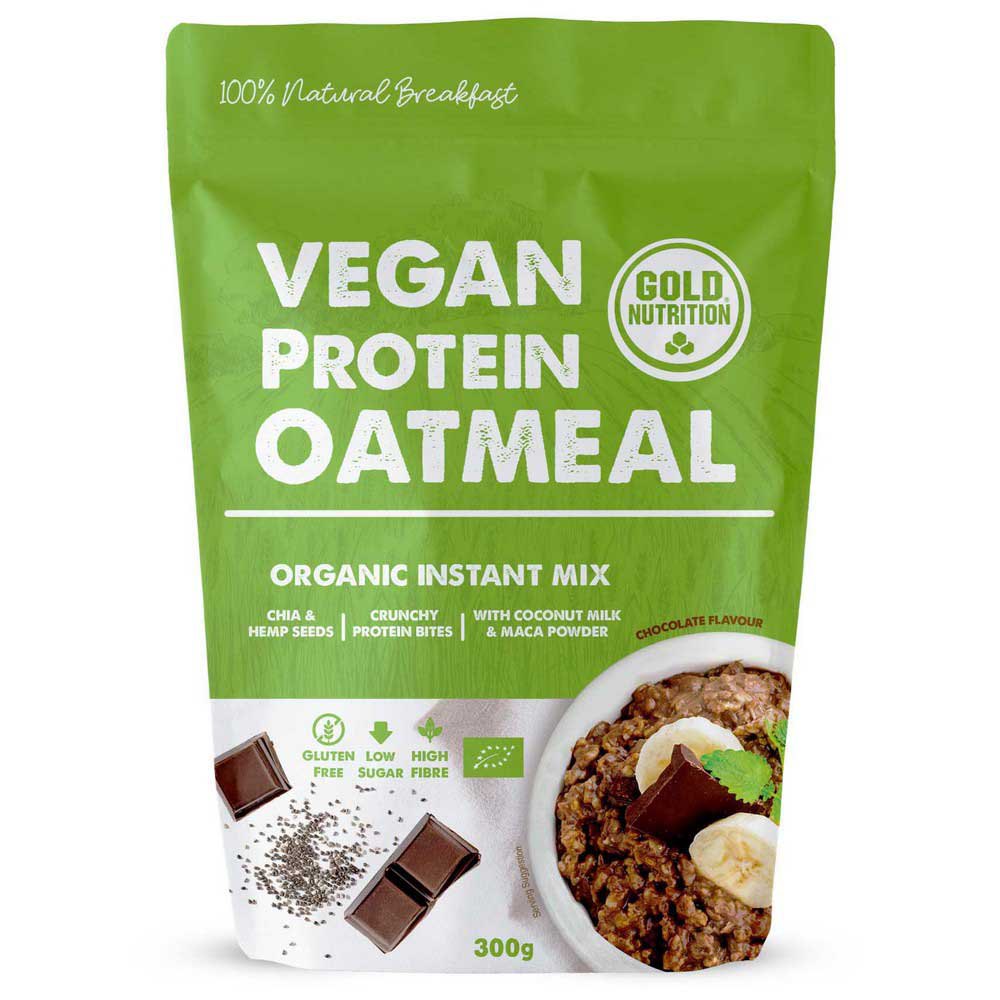 100% Natural Breakfast
VEGAN
PROTEIN
OATMEAL
GOLD
NUTRITION®
ORGANIC INSTANT MIX
CHIA &
HEMP SEEDS
CRUNCHY
PROTEIN BITES
WITH COCONUT MILK
& MACA POWDER
CHOCOLATE FLAVOUR
GLUTEN
FREE
LOW
SUGAR
HIGH
FIBRE
Serving Suggestion
300g